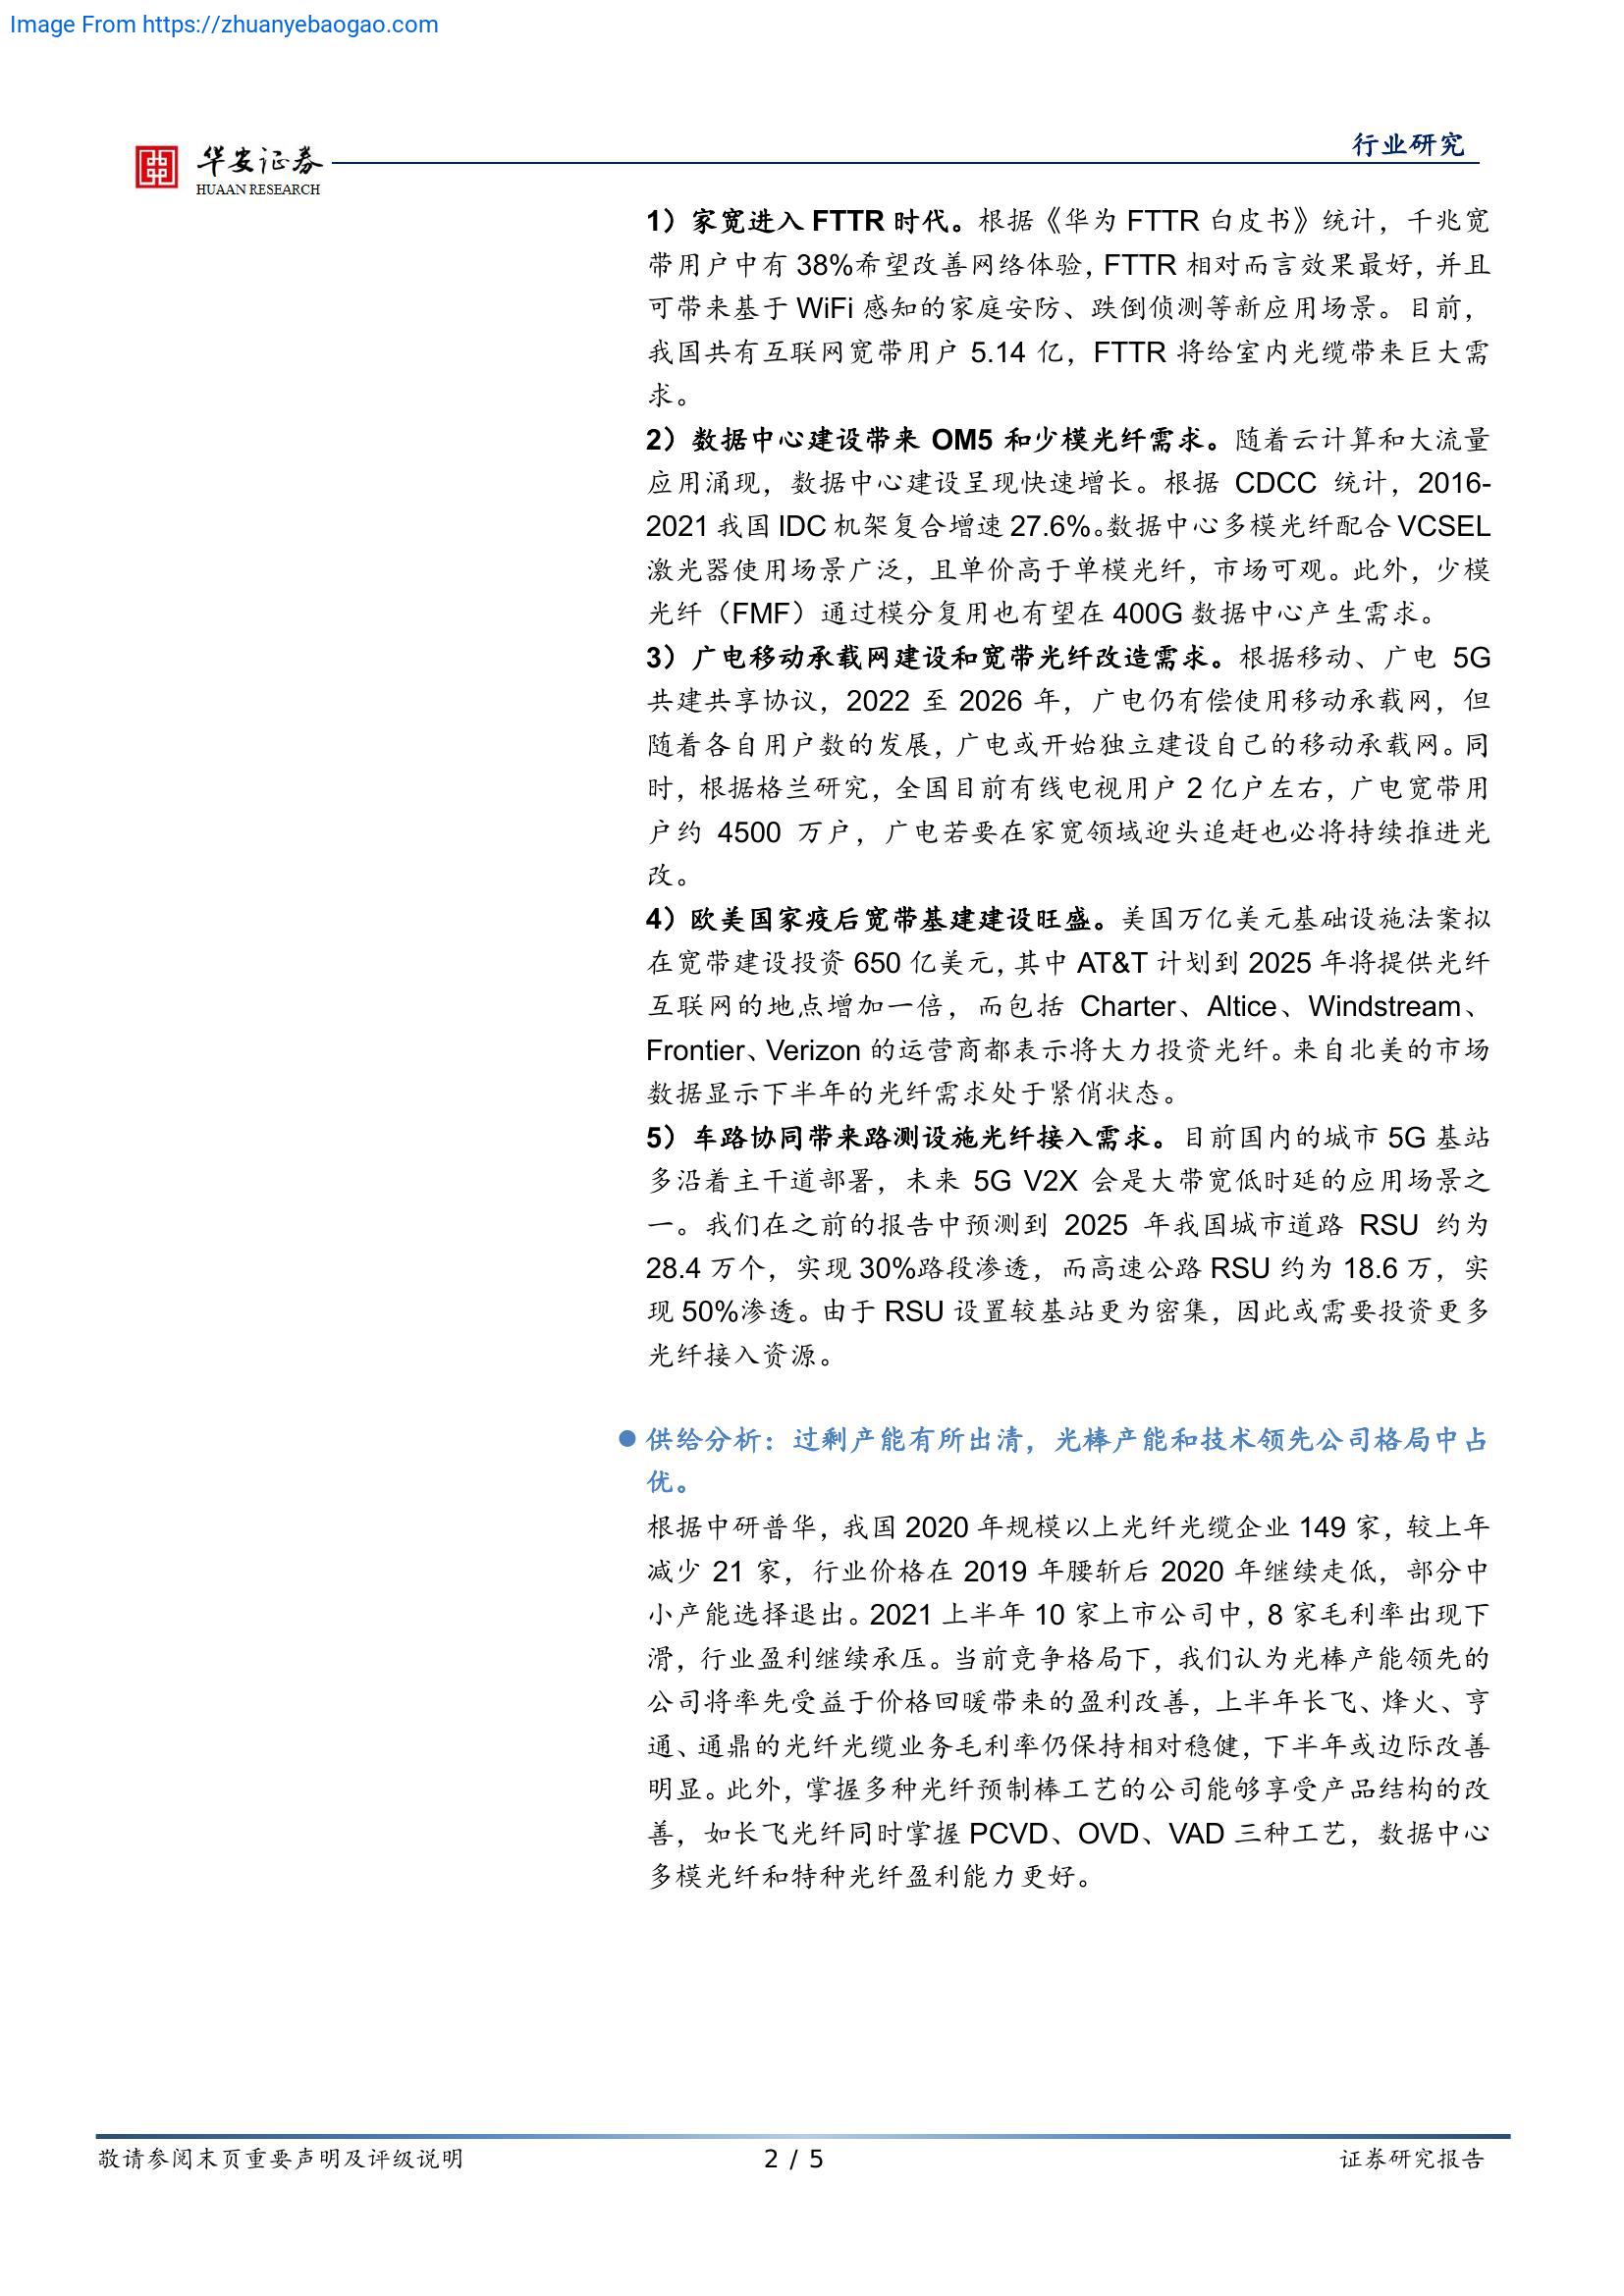 Image From https://zhuanyebaogao.com
华安证券
HUAAN RESEARCH
行业研究
1）家宽进入 FTTR 时代。根据《华为 FTTR 白皮书》统计，千兆宽
带用户中有 38%希望改善网络体验，FTTR 相对而言效果最好，并且
可带来基于 WiFi 感知的家庭安防、跌倒侦测等新应用场景。目前，
我国共有互联网宽带用户 5.14 亿，FTTR 将给室内光缆带来巨大需
求。
2）数据中心建设带来 OM5 和少模光纤需求。随着云计算和大流量
应用涌现，数据中心建设呈现快速增长。根据 CDCC 统计，2016-
2021 我国 IDC 机架复合增速 27.6%。数据中心多模光纤配合 VCSEL
激光器使用场景广泛，且单价高于单模光纤，市场可观。此外，少模
光纤（FMF）通过模分复用也有望在 400G 数据中心产生需求。
3）广电移动承载网建设和宽带光纤改造需求。根据移动、广电 5G
共建共享协议，2022 至 2026 年，广电仍有偿使用移动承载网，但
随着各自用户数的发展，广电或开始独立建设自己的移动承载网。同
时，根据格兰研究，全国目前有线电视用户 2 亿户左右，广电宽带用
户约 4500 万户，广电若要在家宽领域迎头追赶也必将持续推进光
改。
4）欧美国家疫后宽带基建建设旺盛。美国万亿美元基础设施法案拟
在宽带建设投资 650 亿美元，其中 AT&T 计划到 2025 年将提供光纤
互联网的地点增加一倍，而包括 Charter、Altice、Windstream、
Frontier、Verizon 的运营商都表示将大力投资光纤。来自北美的市场
数据显示下半年的光纤需求处于紧俏状态。
5）车路协同带来路测设施光纤接入需求。目前国内的城市 5G 基站
多沿着主干道部署，未来 5G V2X 会是大带宽低时延的应用场景之
一。我们在之前的报告中预测到 2025 年我国城市道路 RSU 约为
28.4 万个，实现 30%路段渗透，而高速公路 RSU 约为 18.6 万，实
现 50%渗透。由于 RSU 设置较基站更为密集，因此或需要投资更多
光纤接入资源。
● 供给分析：过剩产能有所出清，光棒产能和技术领先公司格局中占
优。
根据中研普华，我国 2020 年规模以上光纤光缆企业 149 家，较上年
减少 21 家，行业价格在 2019 年腰斩后 2020 年继续走低，部分中
小产能选择退出。2021 上半年 10 家上市公司中，8 家毛利率出现下
滑，行业盈利继续承压。当前竞争格局下，我们认为光棒产能领先的
公司将率先受益于价格回暖带来的盈利改善，上半年长飞、烽火、亨
通、通鼎的光纤光缆业务毛利率仍保持相对稳健，下半年或边际改善
明显。此外，掌握多种光纤预制棒工艺的公司能够享受产品结构的改
善，如长飞光纤同时掌握 PCVD、OVD、VAD 三种工艺，数据中心
多模光纤和特种光纤盈利能力更好。
敬请参阅末页重要声明及评级说明
2 / 5
证券研究报告